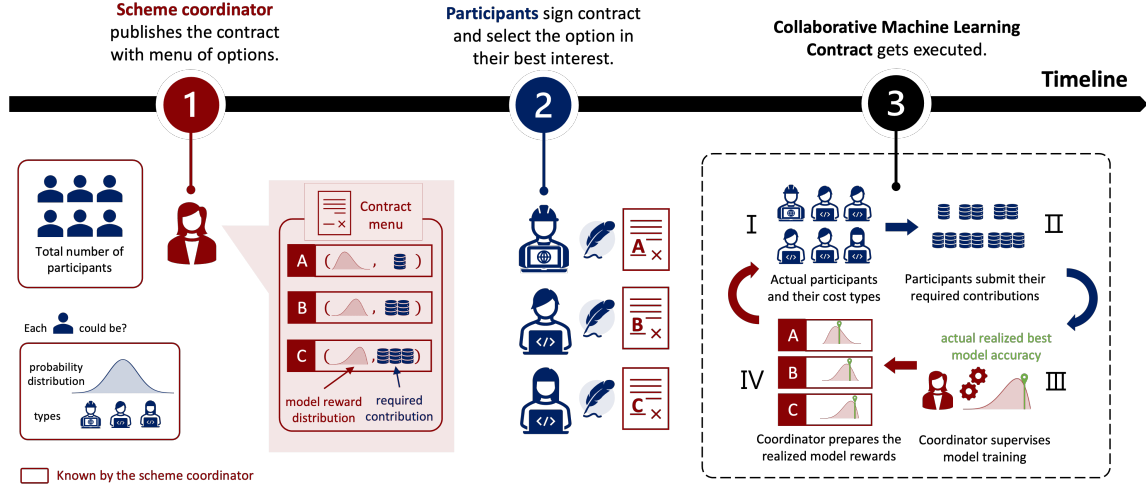 Scheme coordinator
publishes the contract
with menu of options.
Participants sign contract
and select the option in
their best interest.
Collaborative Machine Learning
Contract gets executed.
Timeline
1
2
3
Total number of
participants
Each
could be?
probability
distribution
types
Known by the scheme coordinator
Contract
menu
A ( , )
B ( , )
C ( , )
model reward
distribution
required
contribution
A
×
B
×
C
×
I
Actual participants
and their cost types
II
Participants submit their
required contributions
actual realized best
model accuracy
III
Coordinator supervises
model training
IV
A
B
C
Coordinator prepares the
realized model rewards